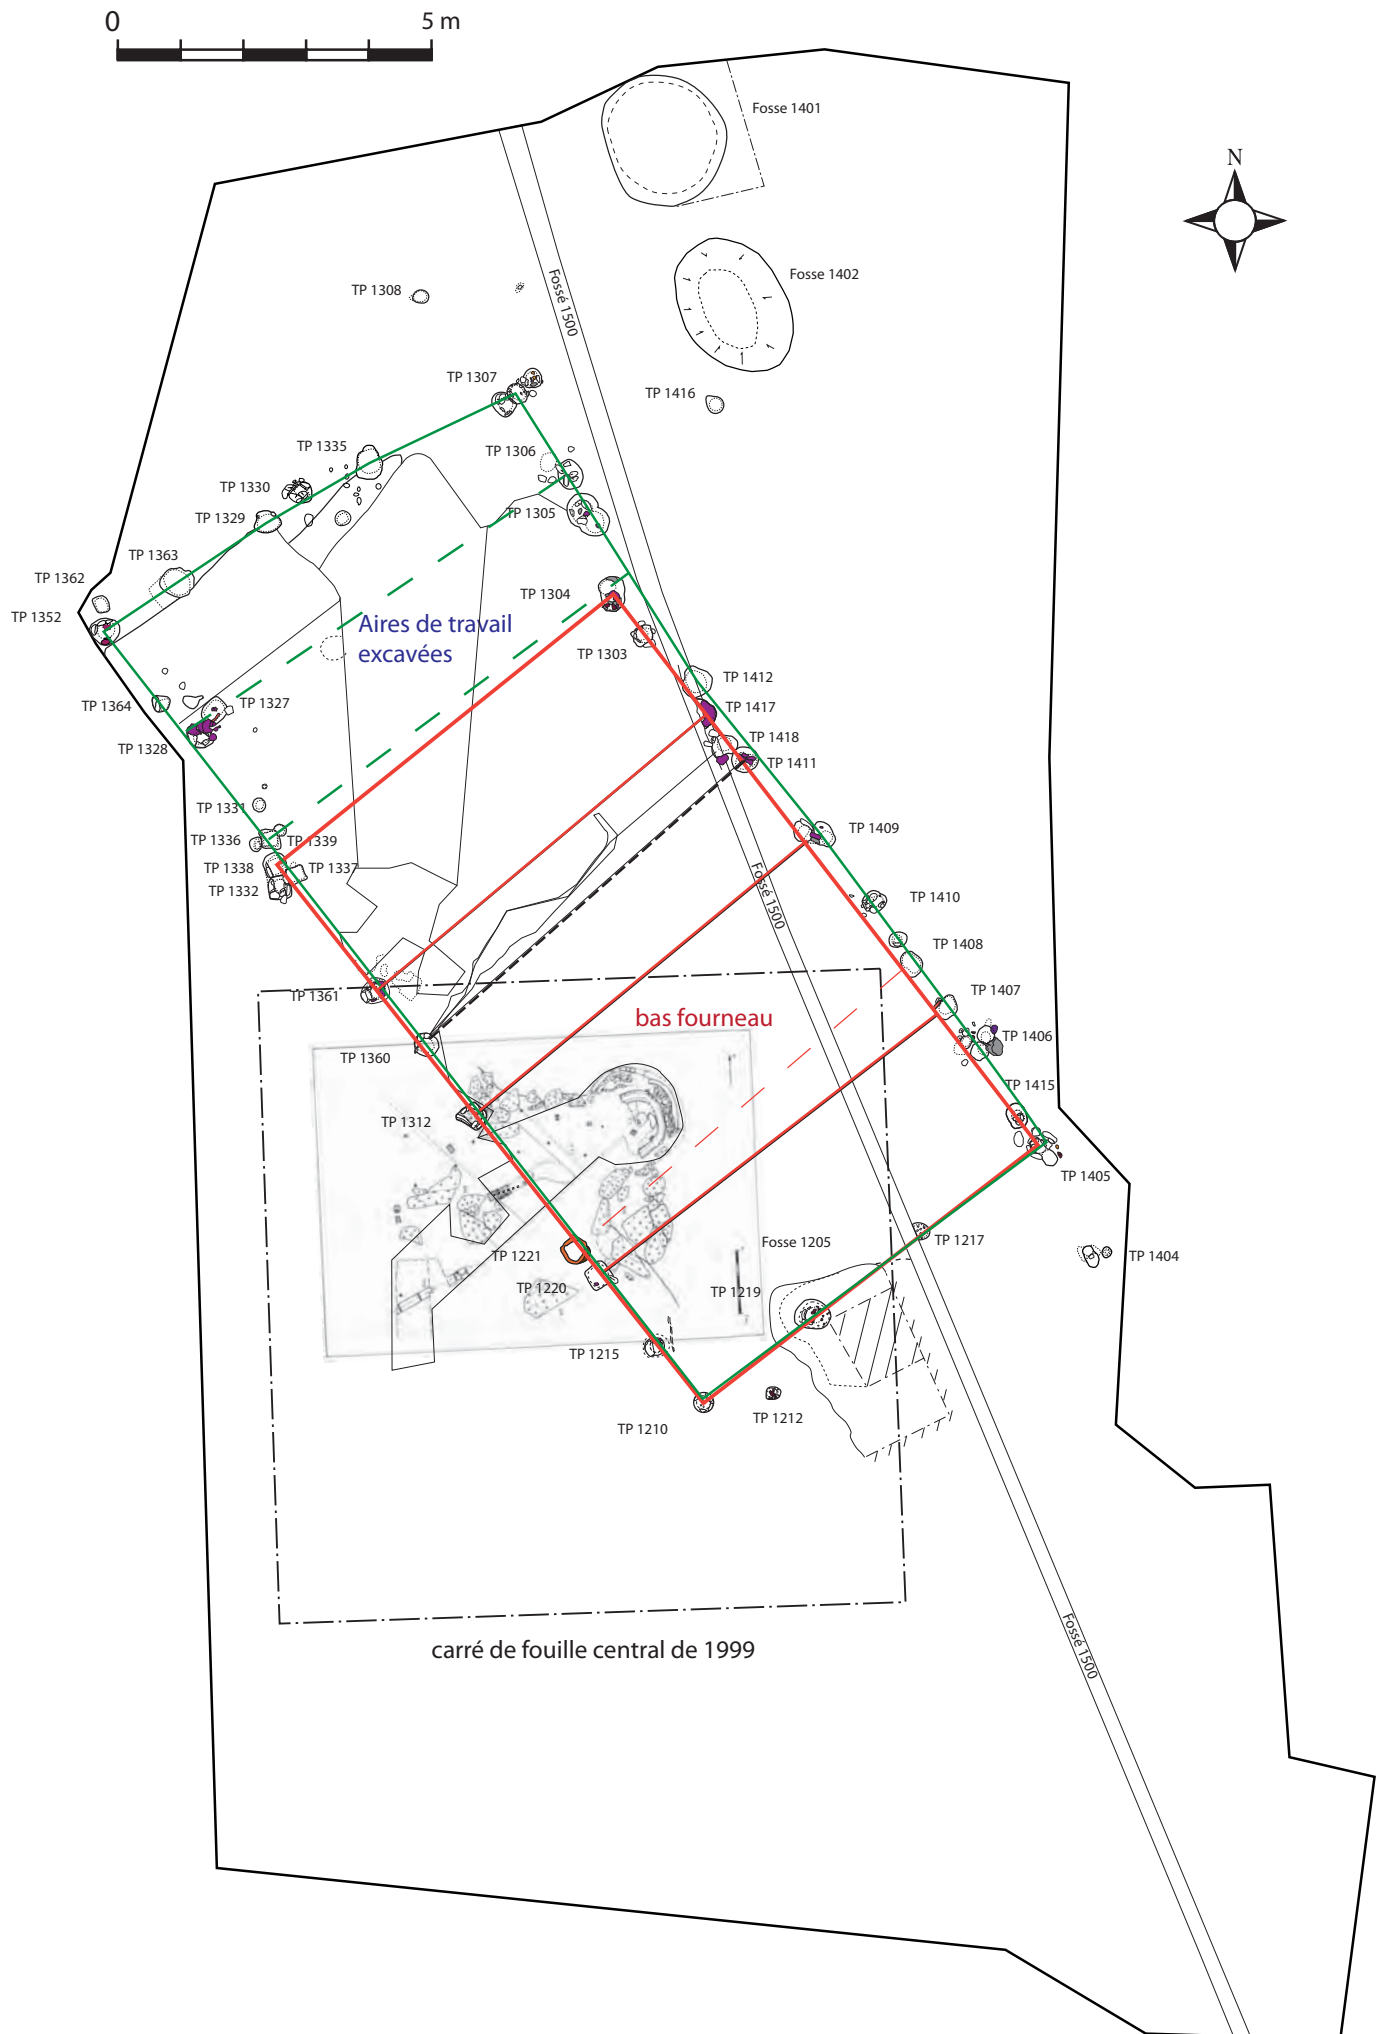 0 5 m
Fosse 1401
N
Fosse 1402
TP 1308
Fossé 1500
TP 1307
TP 1416
TP 1335
TP 1306
TP 1330
TP 1305
TP 1329
TP 1363
TP 1362
TP 1304
TP 1352
Aires de travail
excavées
TP 1303
TP 1412
TP 1364
TP 1327
TP 1417
TP 1328
TP 1418
TP 1411
TP 1331
TP 1336
TP 1339
TP 1409
TP 1338
TP 1337
TP 1332
Fossé 1500
TP 1410
TP 1408
TP 1361
TP 1407
bas fourneau
TP 1406
TP 1360
TP 1415
TP 1312
TP 1405
TP 1221
Fosse 1205
TP 1217
TP 1404
TP 1220
TP 1219
TP 1215
TP 1210
TP 1212
carré de fouille central de 1999
Fossé 1500